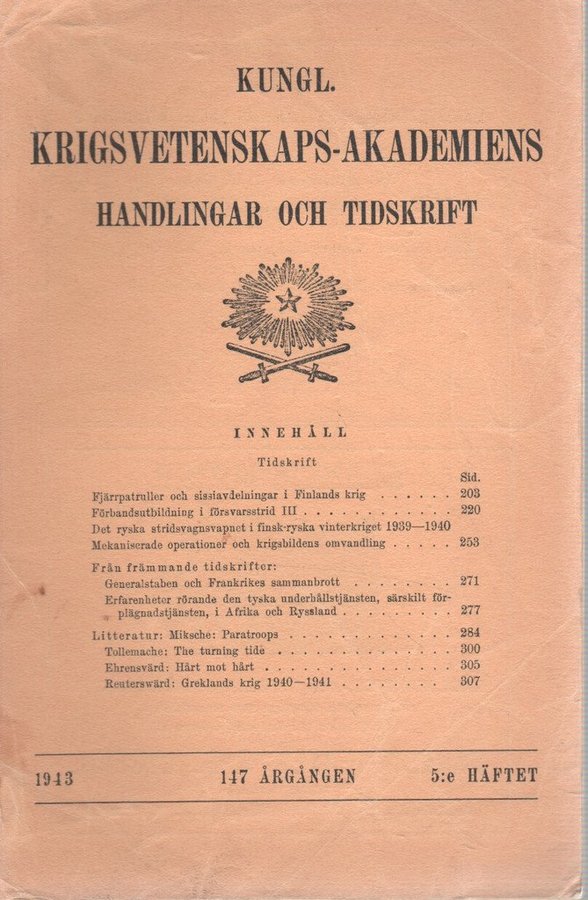 KUNGL.
KRIGSVETENSKAPS-AKADEMIENS
HANDLINGAR OCH TIDSKRIFT
INNEHÅLL
Tidskrift
Sid.
Fjärrpatruller och sissiavdelningar i Finlands krig . . . . . . 203
Förbandsutbildning i försvarsstrid III . . . . . . . . . . . . . 220
Det ryska stridsvagnsvapnet i finsk-ryska vinterkriget 1939—1940
Mekaniserade operationer och krigsbildens omvandling . . . . . 253
Från främmande tidskrifter:
Generalstaben och Frankrikes sammanbrott . . . . . . . . 271
Erfarenheter rörande den tyska underhållstjänsten, särskilt för-
plägnadstjänsten, i Afrika och Ryssland . . . . . . . . . 277
Litteratur: Miksche: Paratroops . . . . . . . . . . . . . 284
Tollemache: The turning tide . . . . . . . . . . . . . . 300
Ehrensvärd: Hårt mot hårt . . . . . . . . . . . . . . . 305
Reuterswärd: Greklands krig 1940—1941 . . . . . . . . 307
1943 147 ÅRGÅNGEN 5:e HÄFTET